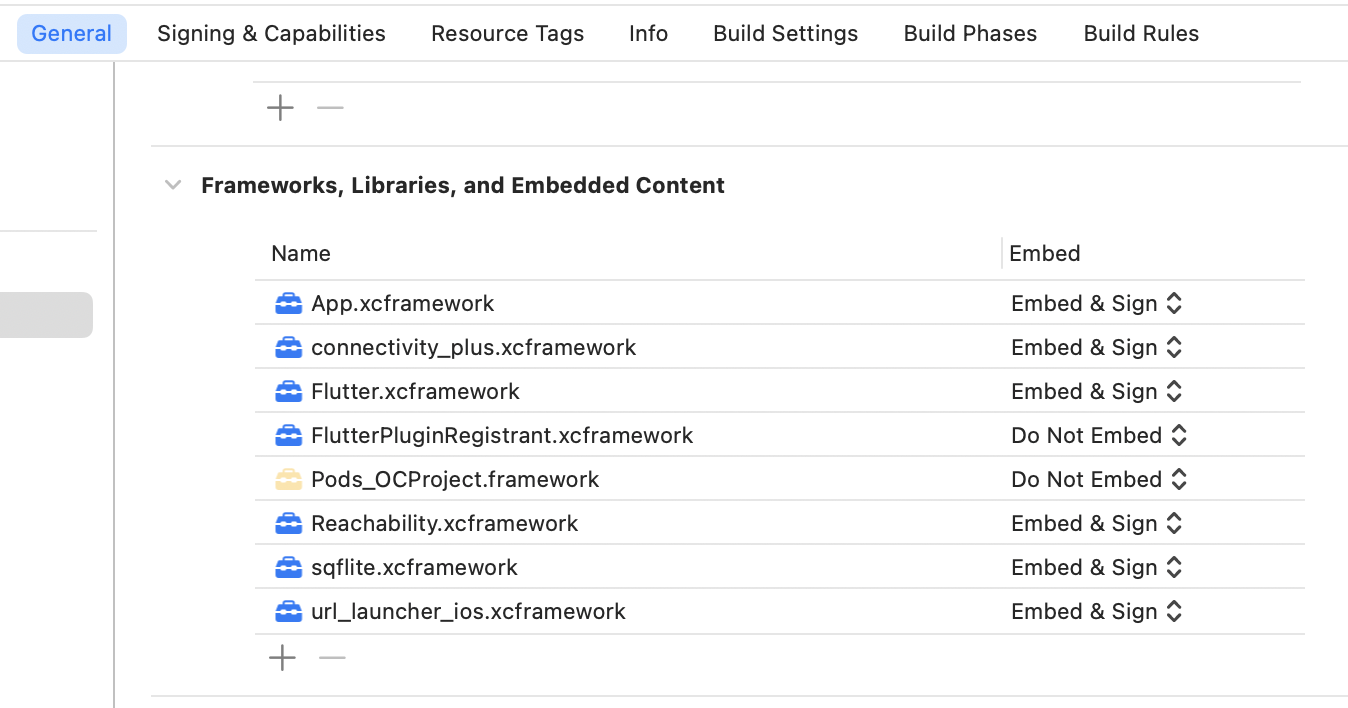 General Signing & Capabilities Resource Tags Info Build Settings Build Phases Build Rules
Frameworks, Libraries, and Embedded Content
Name Embed
App.xcframework Embed & Sign
connectivity_plus.xcframework Embed & Sign
Flutter.xcframework Embed & Sign
FlutterPluginRegistrant.xcframework Do Not Embed
Pods_OCProject.framework Do Not Embed
Reachability.xcframework Embed & Sign
sqflite.xcframework Embed & Sign
url_launcher_ios.xcframework Embed & Sign